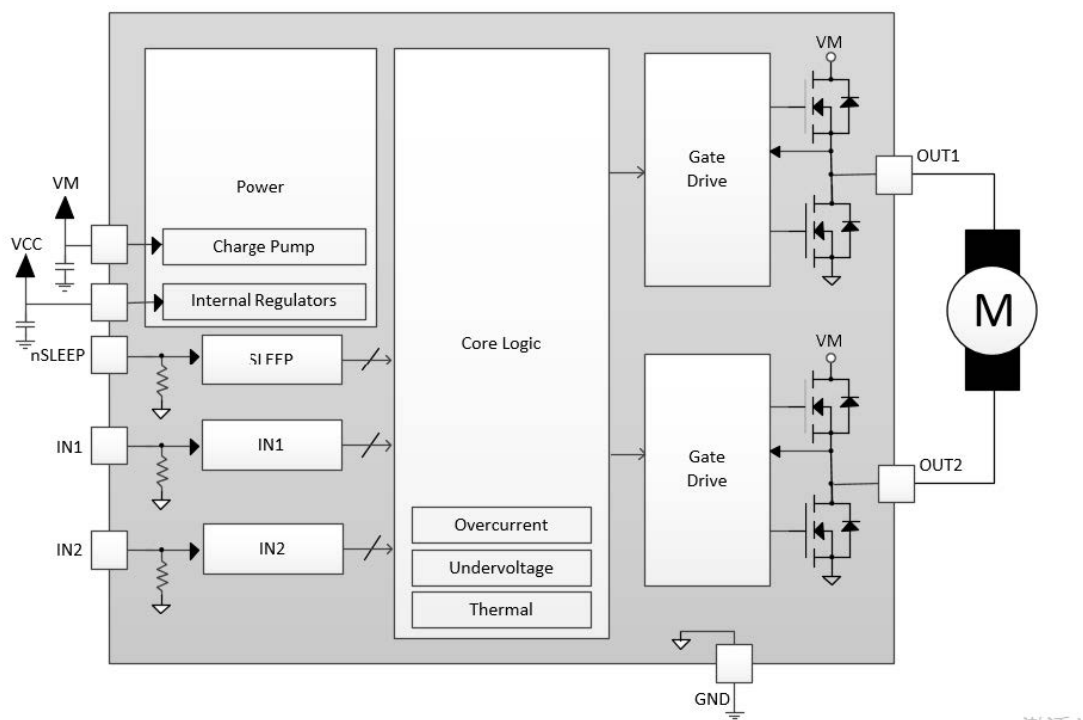 VM
Power
Gate
Drive
OUT1
VM
Charge Pump
VCC
Internal Regulators
M
nSLEEP
SLEEP
Core Logic
VM
IN1
IN1
Gate
Drive
OUT2
IN2
IN2
Overcurrent
Undervoltage
Thermal
GND